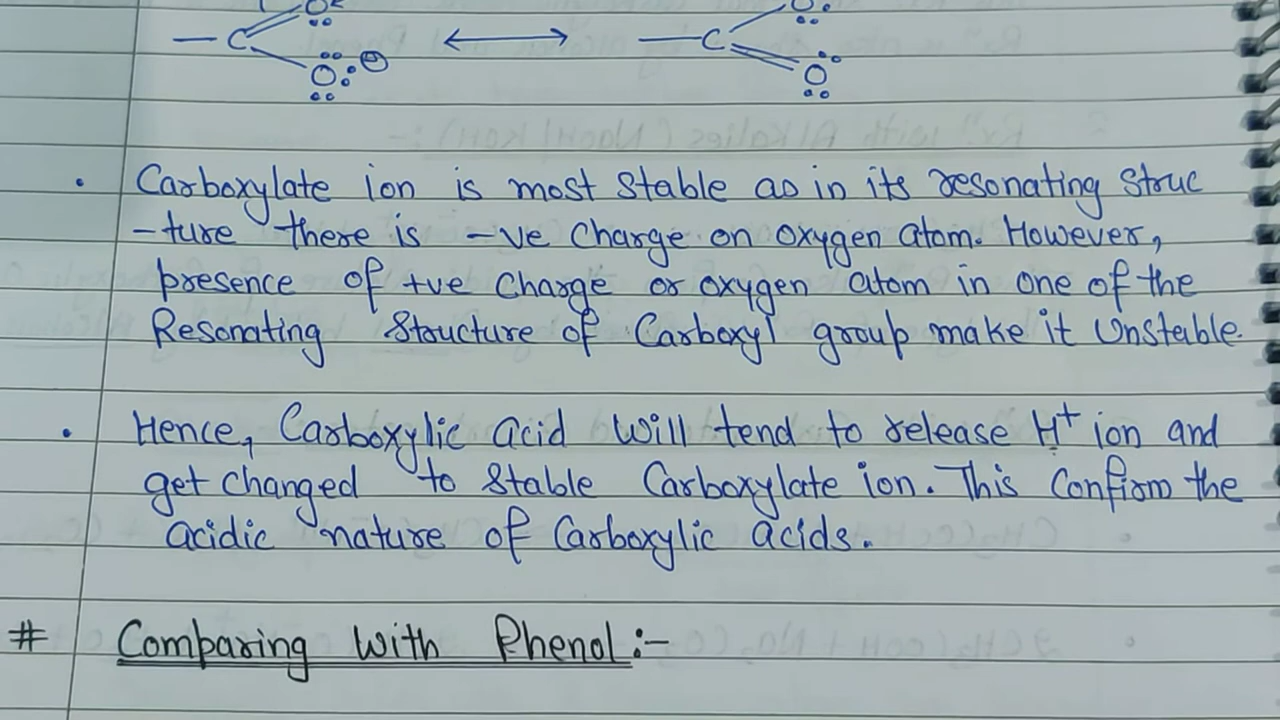 — C O ⊖ ⟷ — C O
• Carboxylate ion is most stable as in its resonating Struc
-ture there is -ve Charge on oxygen atom. However,
presence of +ve Charge or oxygen atom in one of the
Resonating Structure of Carboxyl group make it Unstable.
• Hence, Carboxylic acid will tend to release H⁺ ion and
get changed to stable Carboxylate ion. This Confirm the
acidic nature of Carboxylic acids.
# Comparing with Phenol:-